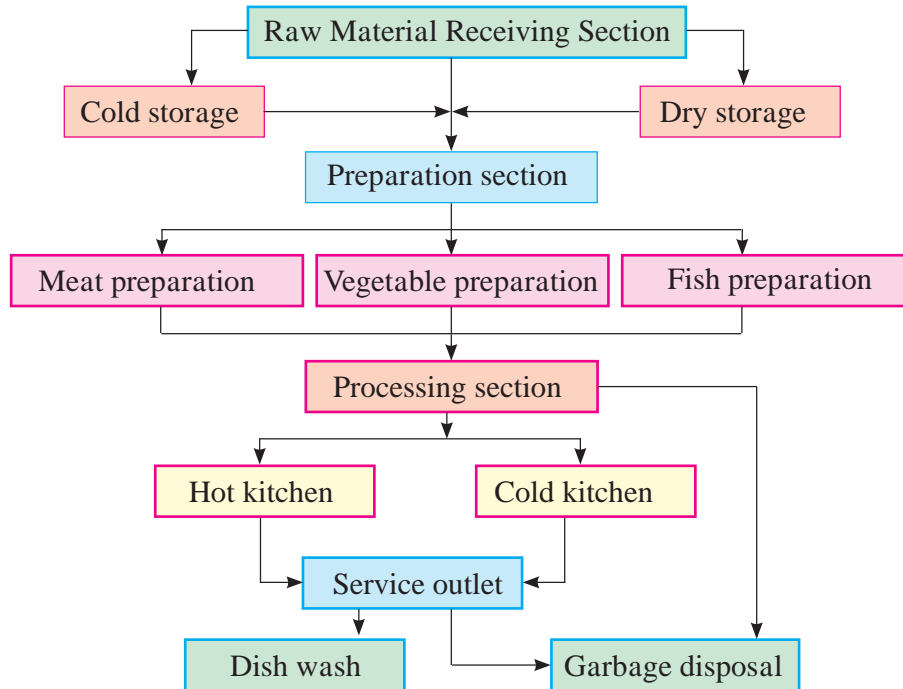 Raw Material Receiving Section
Cold storage
Dry storage
Preparation section
Meat preparation
Vegetable preparation
Fish preparation
Processing section
Hot kitchen
Cold kitchen
Service outlet
Dish wash
Garbage disposal